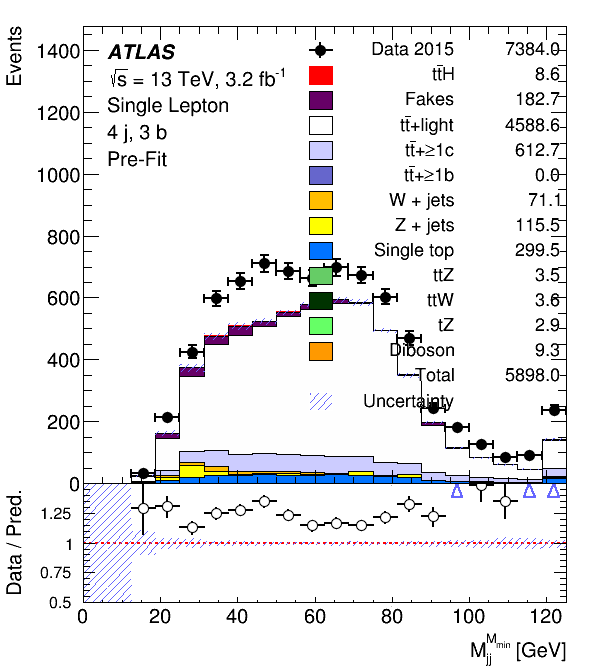 Events
1400
1200
1000
800
600
400
200
0
ATLAS
√s = 13 TeV, 3.2 fb⁻¹
Single Lepton
4 j, 3 b
Pre-Fit
Data 2015 7384.0
tt̄H 8.6
Fakes 182.7
tt̄+light 4588.6
tt̄+≥1c 612.7
tt̄+≥1b 0.0
W + jets 71.1
Z + jets 115.5
Single top 299.5
ttZ 3.5
ttW 3.6
tZ 2.9
Diboson 9.3
Total 5898.0
Uncertainty
Data / Pred.
1.25
1
0.75
0.5
0 20 40 60 80 100 120
M_jj^M_min [GeV]